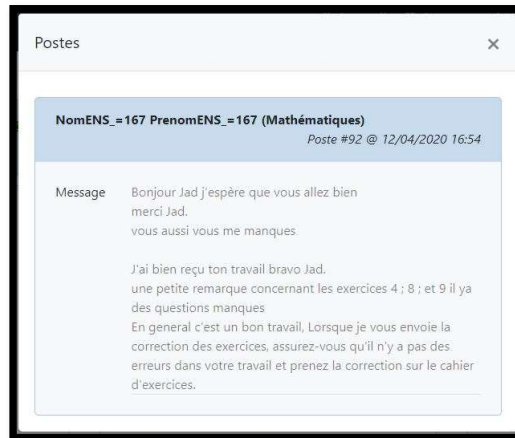 Postes
×
NomENS_=167 PrenomENS_=167 (Mathématiques)
Poste #92 @ 12/04/2020 16:54
Message
Bonjour Jad j'espère que vous allez bien
merci Jad.
vous aussi vous me manques
J'ai bien reçu ton travail bravo Jad.
une petite remarque concernant les exercices 4 ; 8 ; et 9 il ya
des questions manques
En general c'est un bon travail, Lorsque je vous envoie la
correction des exercices, assurez-vous qu'il n'y a pas des
erreurs dans votre travail et prenez la correction sur le cahier
d'exercices.